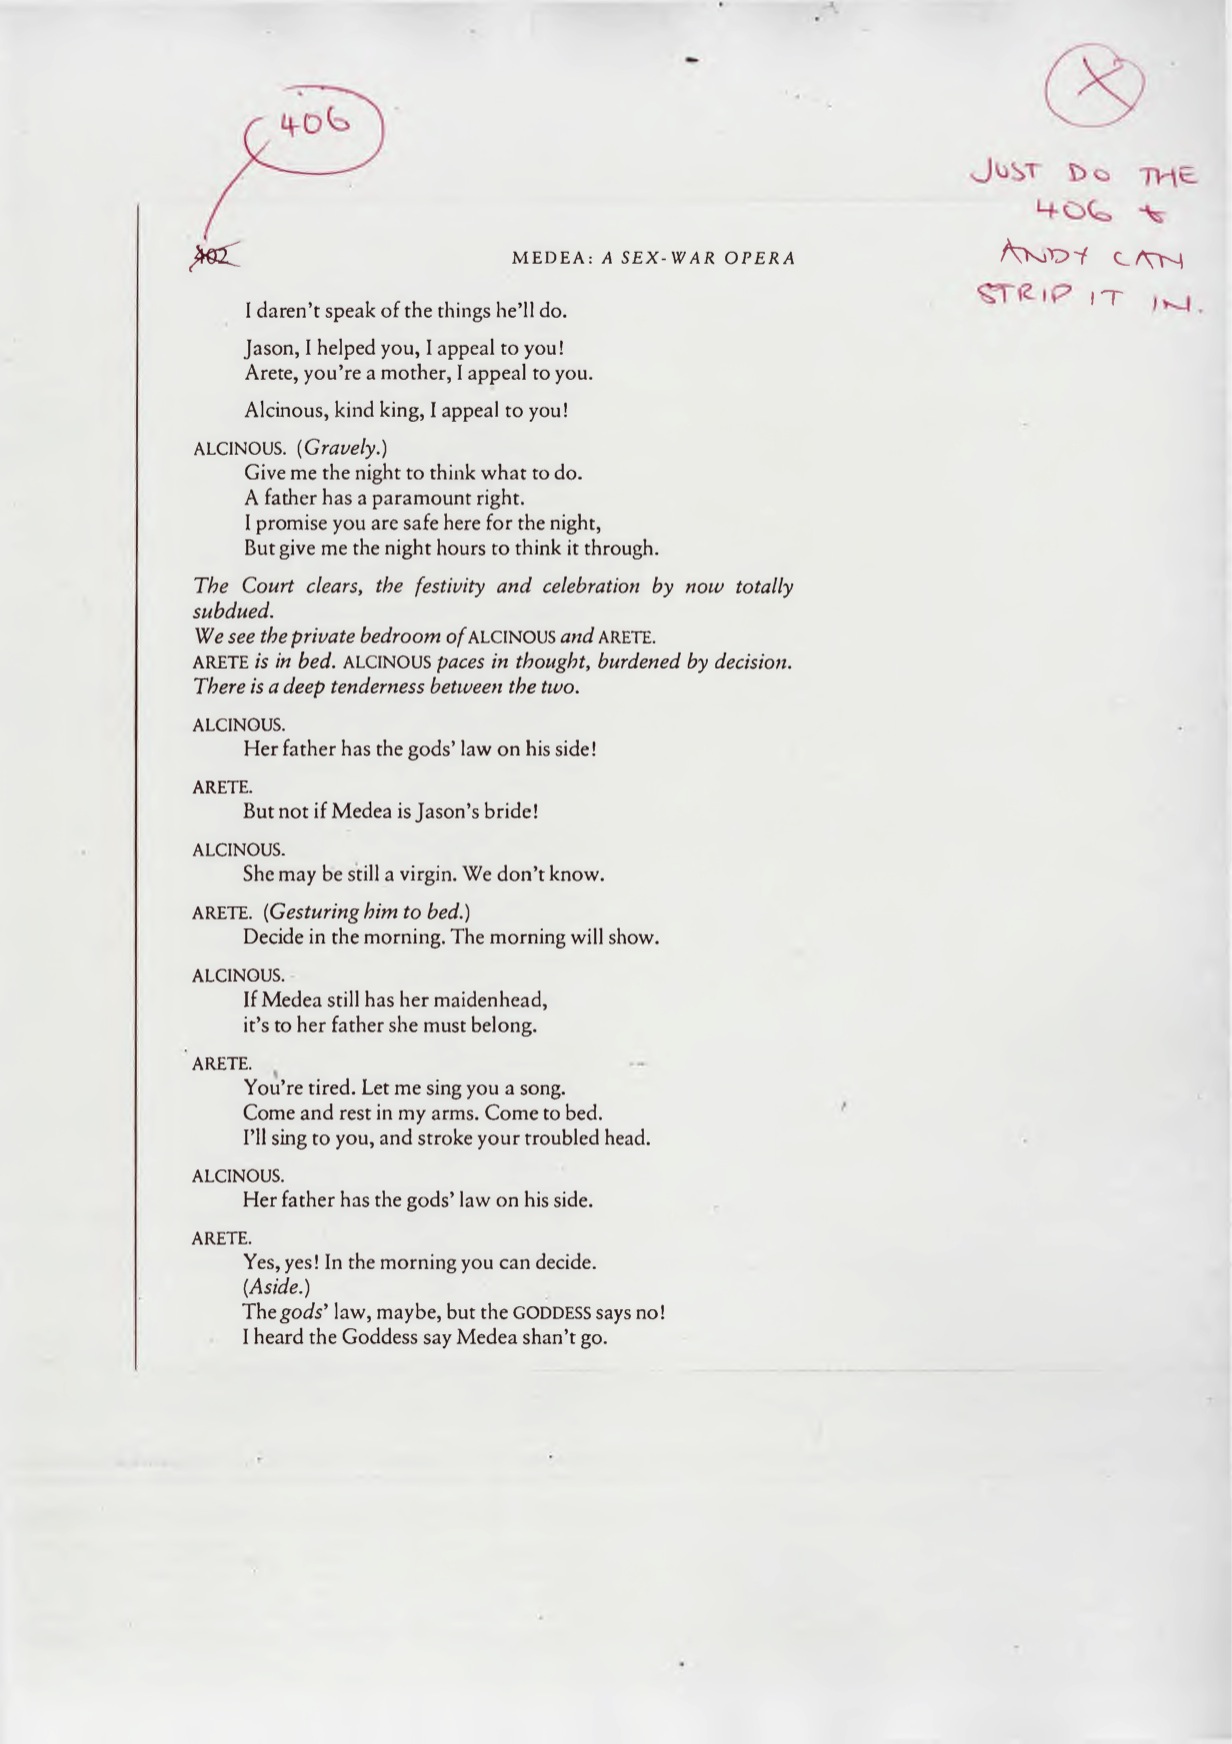 406
X
JUST DO THE
406 &
ANDY CAN
STRIP IT IN.
402
MEDEA: A SEX-WAR OPERA
I daren't speak of the things he'll do.
Jason, I helped you, I appeal to you!
Arete, you're a mother, I appeal to you.
Alcinous, kind king, I appeal to you!
ALCINOUS. (Gravely.)
Give me the night to think what to do.
A father has a paramount right.
I promise you are safe here for the night,
But give me the night hours to think it through.
The Court clears, the festivity and celebration by now totally
subdued.
We see the private bedroom of ALCINOUS and ARETE.
ARETE is in bed. ALCINOUS paces in thought, burdened by decision.
There is a deep tenderness between the two.
ALCINOUS.
Her father has the gods' law on his side!
ARETE.
But not if Medea is Jason's bride!
ALCINOUS.
She may be still a virgin. We don't know.
ARETE. (Gesturing him to bed.)
Decide in the morning. The morning will show.
ALCINOUS.
If Medea still has her maidenhead,
it's to her father she must belong.
ARETE.
You're tired. Let me sing you a song.
Come and rest in my arms. Come to bed.
I'll sing to you, and stroke your troubled head.
ALCINOUS.
Her father has the gods' law on his side.
ARETE.
Yes, yes! In the morning you can decide.
(Aside.)
The gods' law, maybe, but the GODDESS says no!
I heard the Goddess say Medea shan't go.